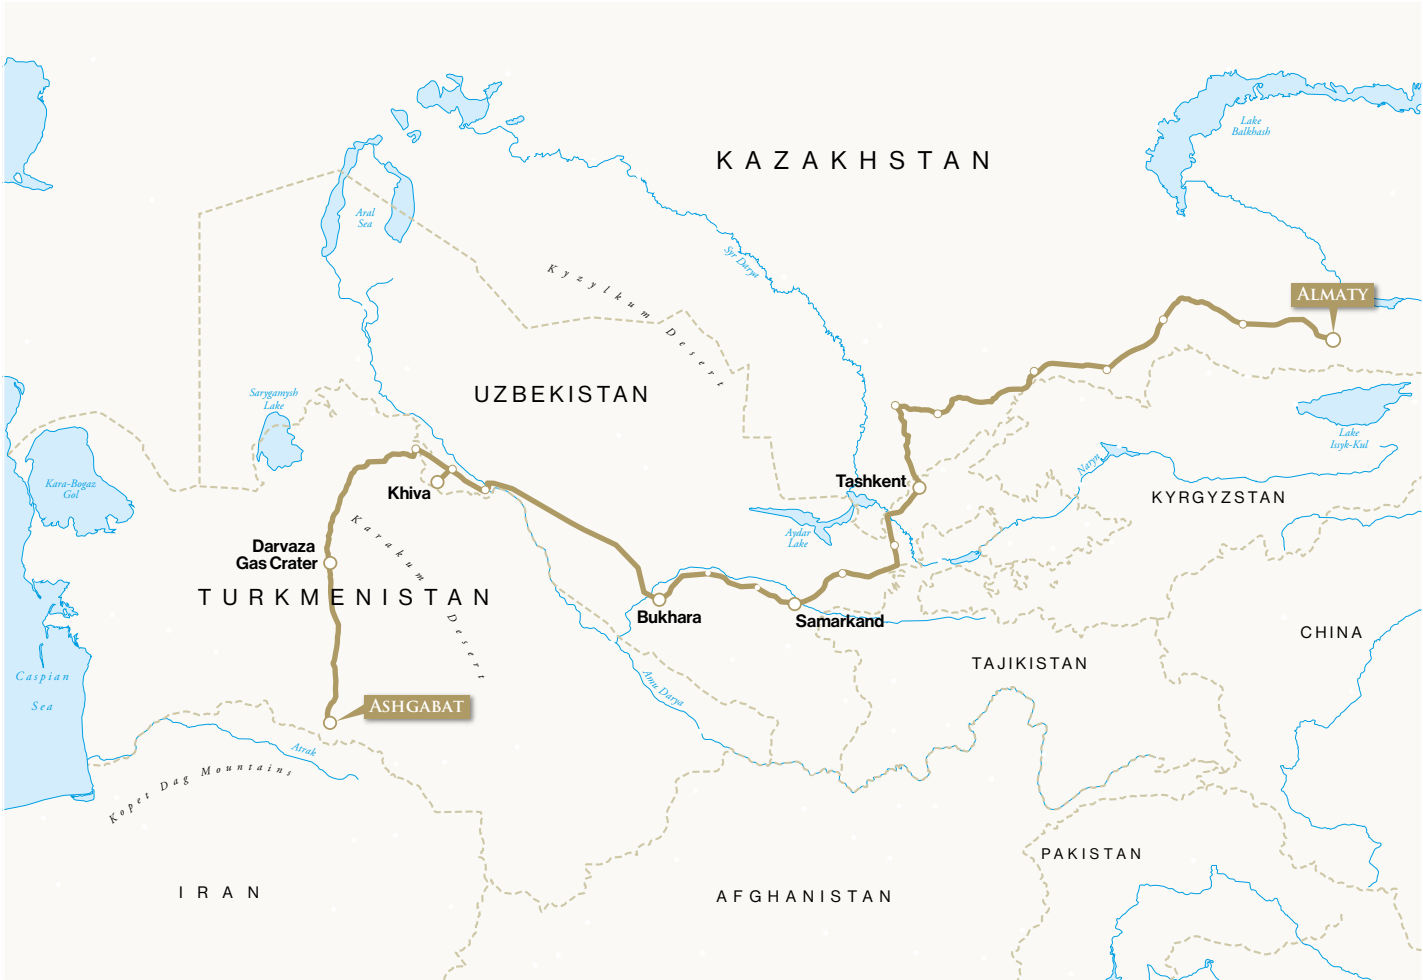 Lake
Balkhash
KAZAKHSTAN
Aral
Sea
Syr Darya
Kyzylkum Desert
ALMATY
UZBEKISTAN
Sarygamysh
Lake
Lake
Issyk-Kul
Naryn
Tashkent
Kara-Bogaz
Gol
Khiva
KYRGYZSTAN
Aydar
Lake
Karakum Desert
Darvaza
Gas Crater
TURKMENISTAN
Bukhara
Samarkand
CHINA
TAJIKISTAN
Caspian
Sea
Amu Darya
ASHGABAT
Atrak
Kopet Dag Mountains
PAKISTAN
IRAN
AFGHANISTAN